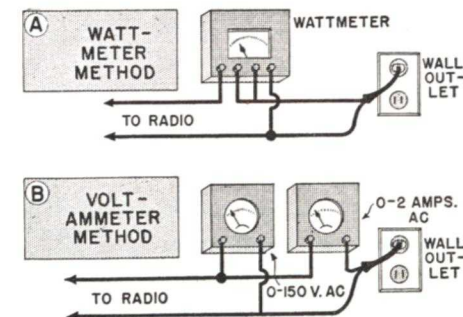 A
WATT-
METER
METHOD
WATTMETER
WALL
OUT-
LET
TO RADIO
B
VOLT-
AMMETER
METHOD
0-2 AMPS.
AC
WALL
OUT-
LET
0-150 V. AC
TO RADIO